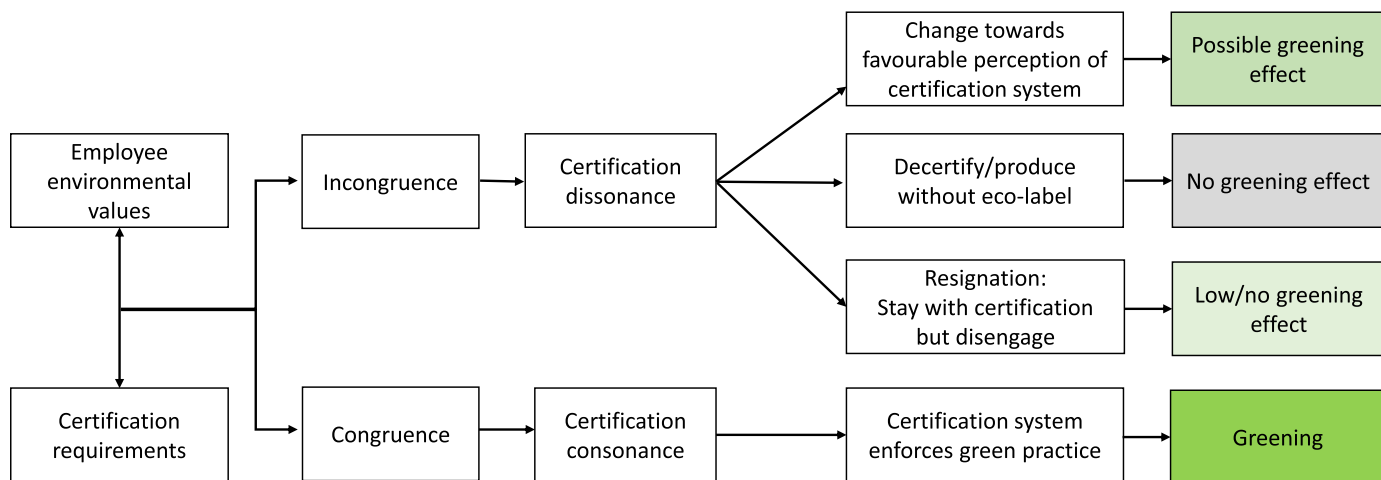 Change towards
favourable perception of
certification system
Possible greening
effect
Employee
environmental
values
Incongruence
Certification
dissonance
Decertify/produce
without eco-label
No greening effect
Resignation:
Stay with certification
but disengage
Low/no greening
effect
Certification
requirements
Congruence
Certification
consonance
Certification system
enforces green practice
Greening